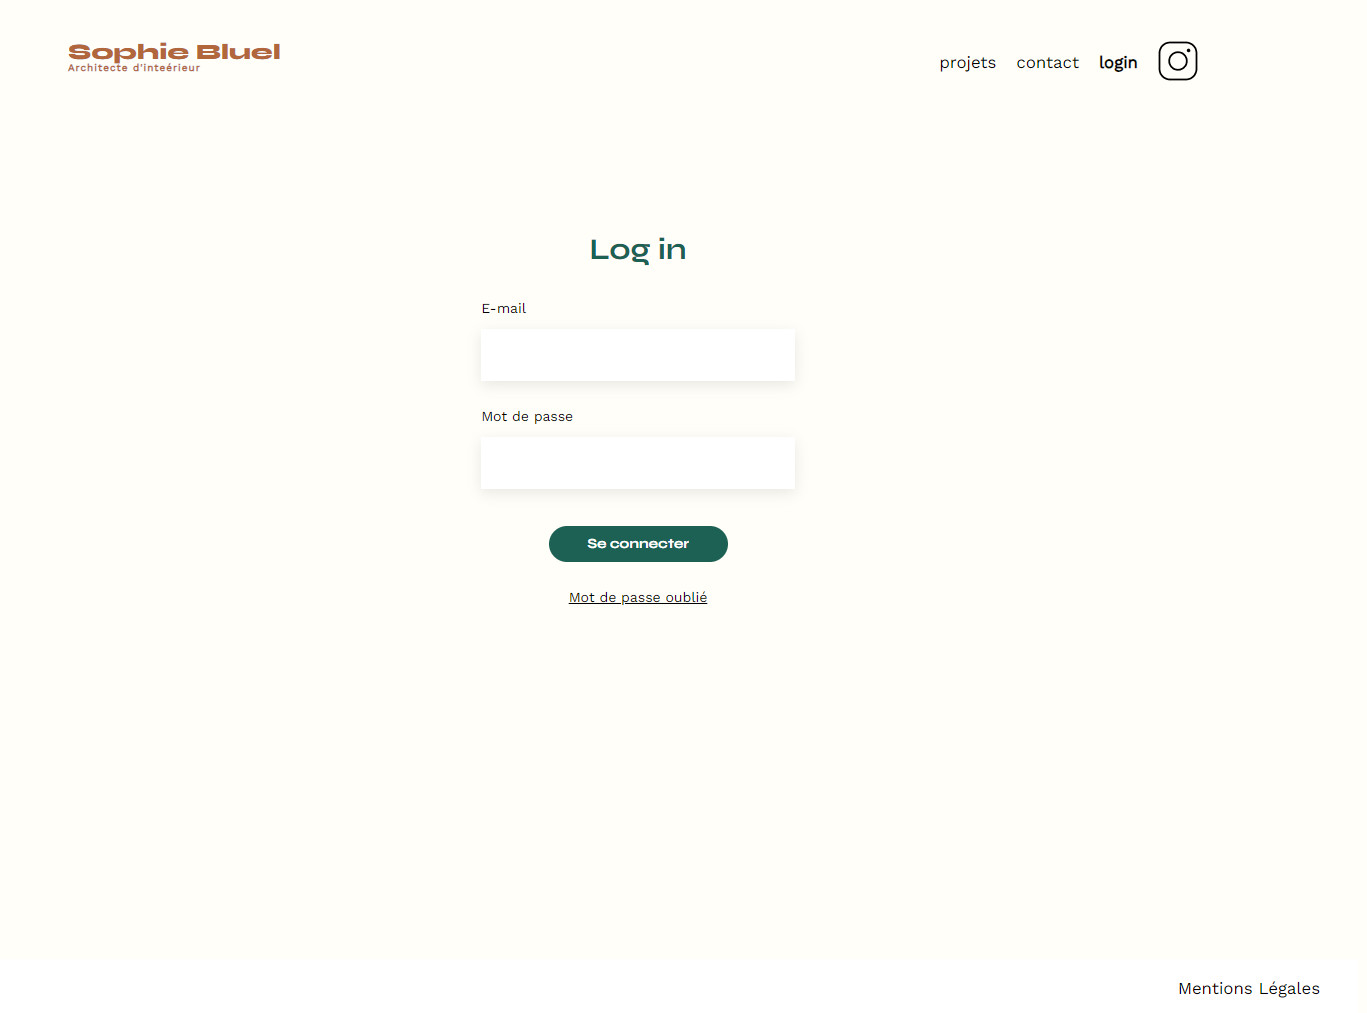 Sophie Bluel
Architecte d'inteérieur
projets
contact
login
Log in
E-mail
Mot de passe
Se connecter
Mot de passe oublié
Mentions Légales